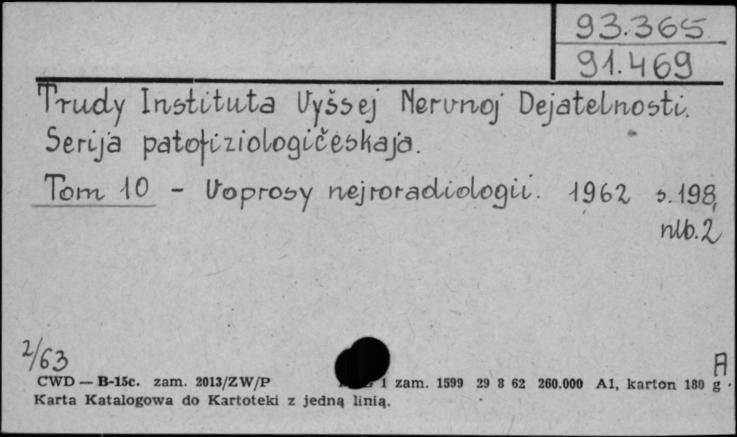 93.365
91.469
Trudy Instituta Vyššej Nervnoj Dejatelnosti.
Serija patofiziologičeskaja.
Tom 10 - Voprosy nejroradiologii. 1962 s.198,
nlb.2
2/63
A
CWD — B-15c. zam. 2013/ZW/P 1 zam. 1599 29 8 62 260.000 A1, karton 180 g
Karta Katalogowa do Kartoteki z jedną linią.